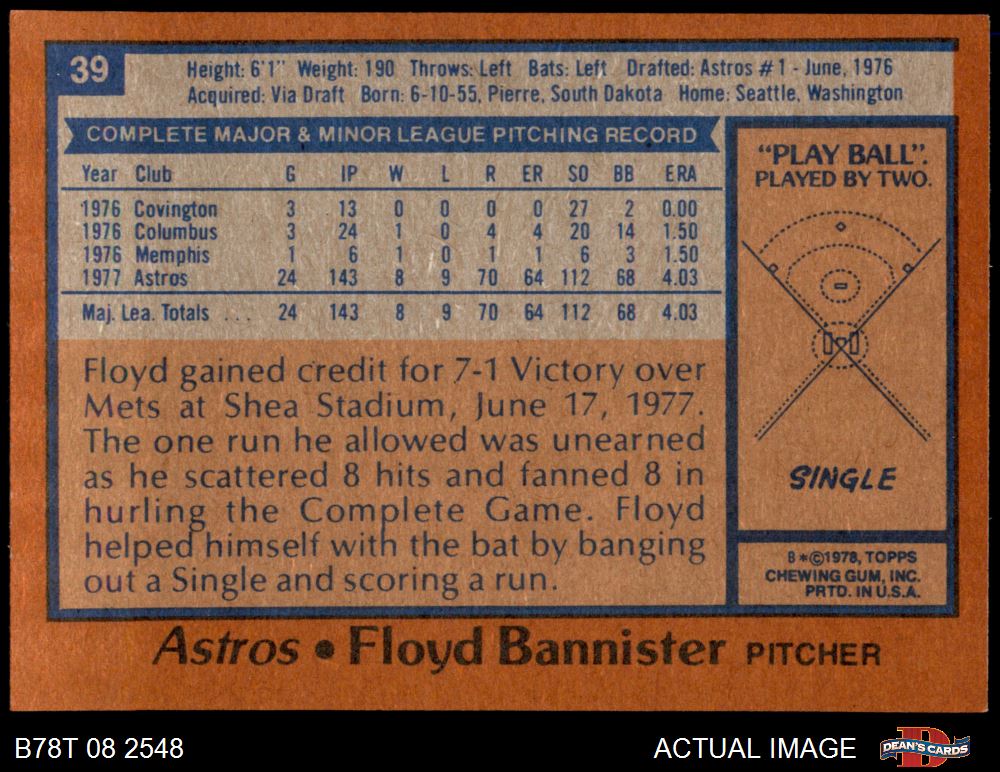 39
Height: 6'1" Weight: 190 Throws: Left Bats: Left Drafted: Astros #1 - June, 1976
Acquired: Via Draft Born: 6-10-55, Pierre, South Dakota Home: Seattle, Washington
COMPLETE MAJOR & MINOR LEAGUE PITCHING RECORD
Year Club G IP W L R ER SO BB ERA
1976 Covington 3 13 0 0 0 0 27 2 0.00
1976 Columbus 3 24 1 0 4 4 20 14 1.50
1976 Memphis 1 6 1 0 1 1 6 3 1.50
1977 Astros 24 143 8 9 70 64 112 68 4.03
Maj. Lea. Totals ... 24 143 8 9 70 64 112 68 4.03
Floyd gained credit for 7-1 Victory over
Mets at Shea Stadium, June 17, 1977.
The one run he allowed was unearned
as he scattered 8 hits and fanned 8 in
hurling the Complete Game. Floyd
helped himself with the bat by banging
out a Single and scoring a run.
"PLAY BALL".
PLAYED BY TWO.
SINGLE
B*©1978, TOPPS
CHEWING GUM, INC.
PRTD. IN U.S.A.
Astros • Floyd Bannister PITCHER
B78T 08 2548
ACTUAL IMAGE
D
DEAN'S CARDS